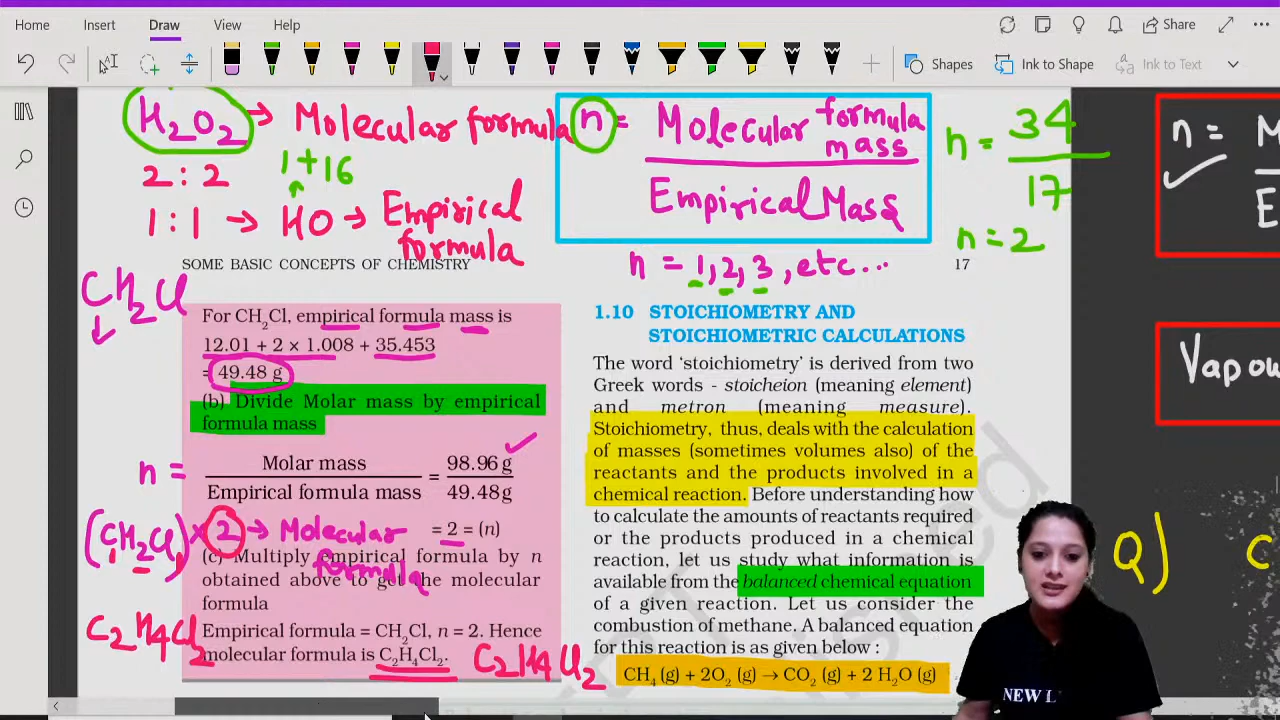 Home Insert Draw View Help Share
Shapes Ink to Shape Ink to Text
H2O2 → Molecular formula
2 : 2
1+16
1 : 1 → HO → Empirical formula
n = Molecular formula mass
Empirical Mass
n = 1, 2, 3, etc...
n = 34
17
n = 2
n =
E
Vapou
Q)
C
CH2Cl
SOME BASIC CONCEPTS OF CHEMISTRY
17
For CH2Cl, empirical formula mass is
12.01 + 2 × 1.008 + 35.453
= 49.48 g
(b) Divide Molar mass by empirical
formula mass
n = Molar mass = 98.96 g
Empirical formula mass 49.48g
= 2 = (n)
(CH2Cl)×2 → Molecular formula
(c) Multiply empirical formula by n
obtained above to get the molecular
formula
Empirical formula = CH2Cl, n = 2. Hence
molecular formula is C2H4Cl2.
C2H4Cl2
C2H4Cl2
1.10 STOICHIOMETRY AND
STOICHIOMETRIC CALCULATIONS
The word ‘stoichiometry’ is derived from two
Greek words - stoicheion (meaning element)
and metron (meaning measure).
Stoichiometry, thus, deals with the calculation
of masses (sometimes volumes also) of the
reactants and the products involved in a
chemical reaction. Before understanding how
to calculate the amounts of reactants required
or the products produced in a chemical
reaction, let us study what information is
available from the balanced chemical equation
of a given reaction. Let us consider the
combustion of methane. A balanced equation
for this reaction is as given below :
CH4 (g) + 2O2 (g) → CO2 (g) + 2 H2O (g)
NEW L